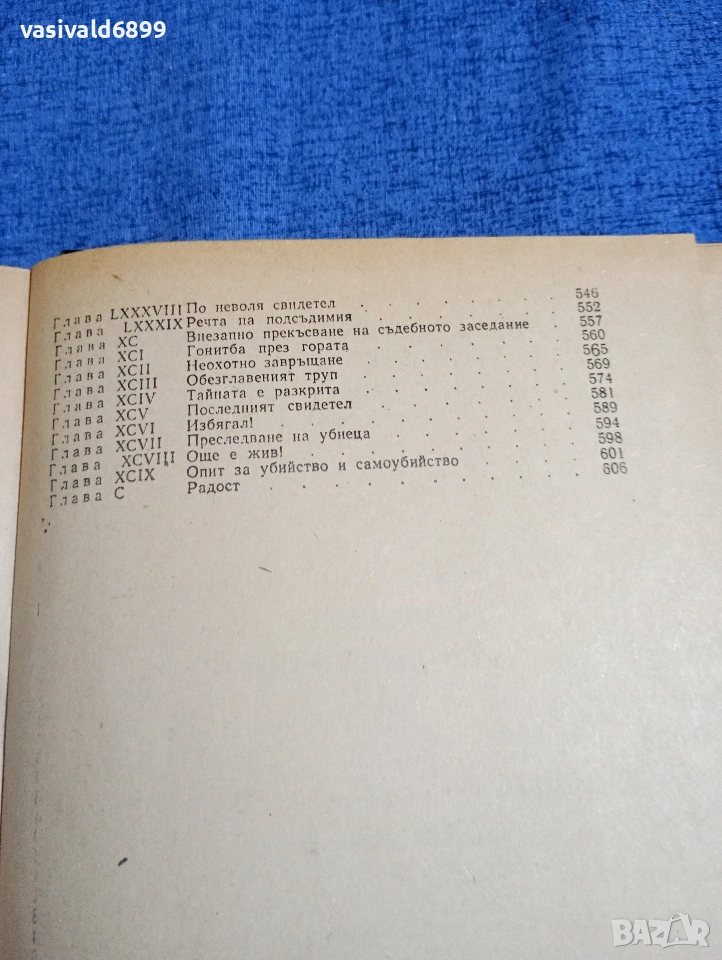 vasivald6899
Глава LXXXVIII По неволя свидетел . . . . . . . . 546
Глава LXXXIX Речта на подсъдимия . . . . . . . . 552
Глава XC Внезапно прекъсване на съдебното заседание . 557
Глава XCI Гонитба през гората . . . . . . . . 560
Глава XCII Неохотно завръщане . . . . . . . . 565
Глава XCIII Обезглавеният труп . . . . . . . . 569
Глава XCIV Тайната е разкрита . . . . . . . . 574
Глава XCV Последният свидетел . . . . . . . . 581
Глава XCVI Избягал! . . . . . . . . 589
Глава XCVII Преследване на убиеца . . . . . . . . 594
Глава XCVIII Още е жив! . . . . . . . . 598
Глава XCIX Опит за убийство и самоубийство . . . . 601
Глава C Радост . . . . . . . . 606
BAZAR